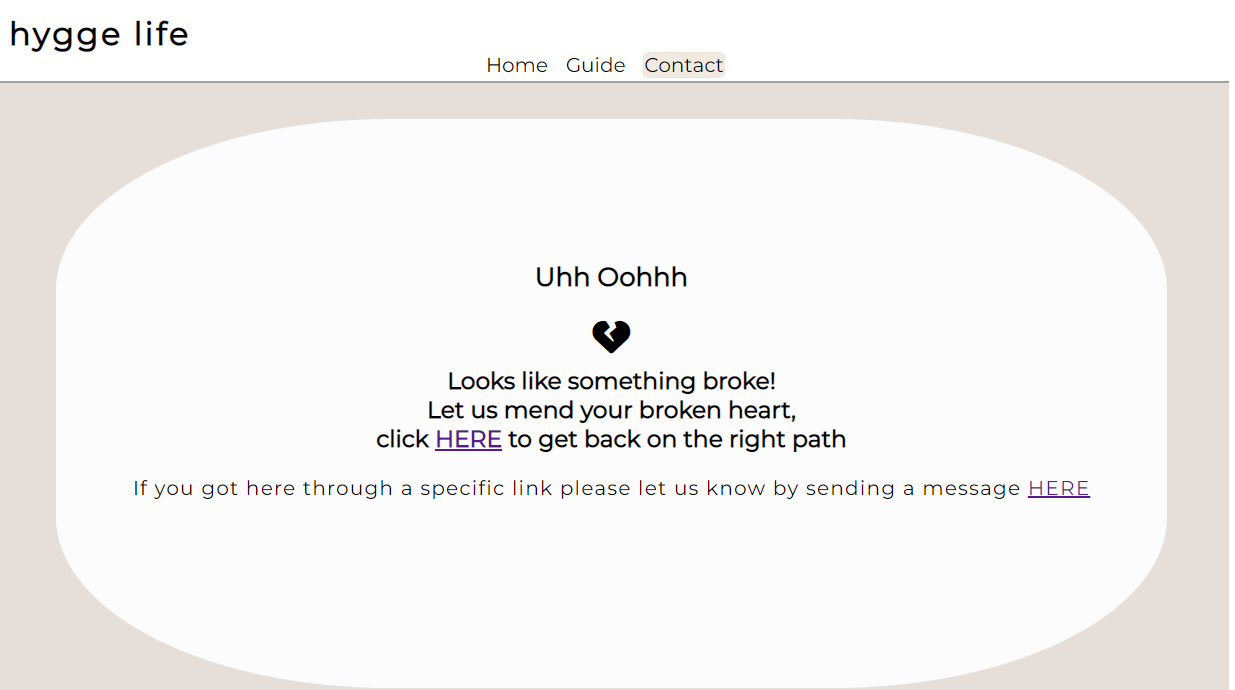 hygge life
Home Guide Contact
Uhh Oohhh
Looks like something broke!
Let us mend your broken heart,
click HERE to get back on the right path
If you got here through a specific link please let us know by sending a message HERE